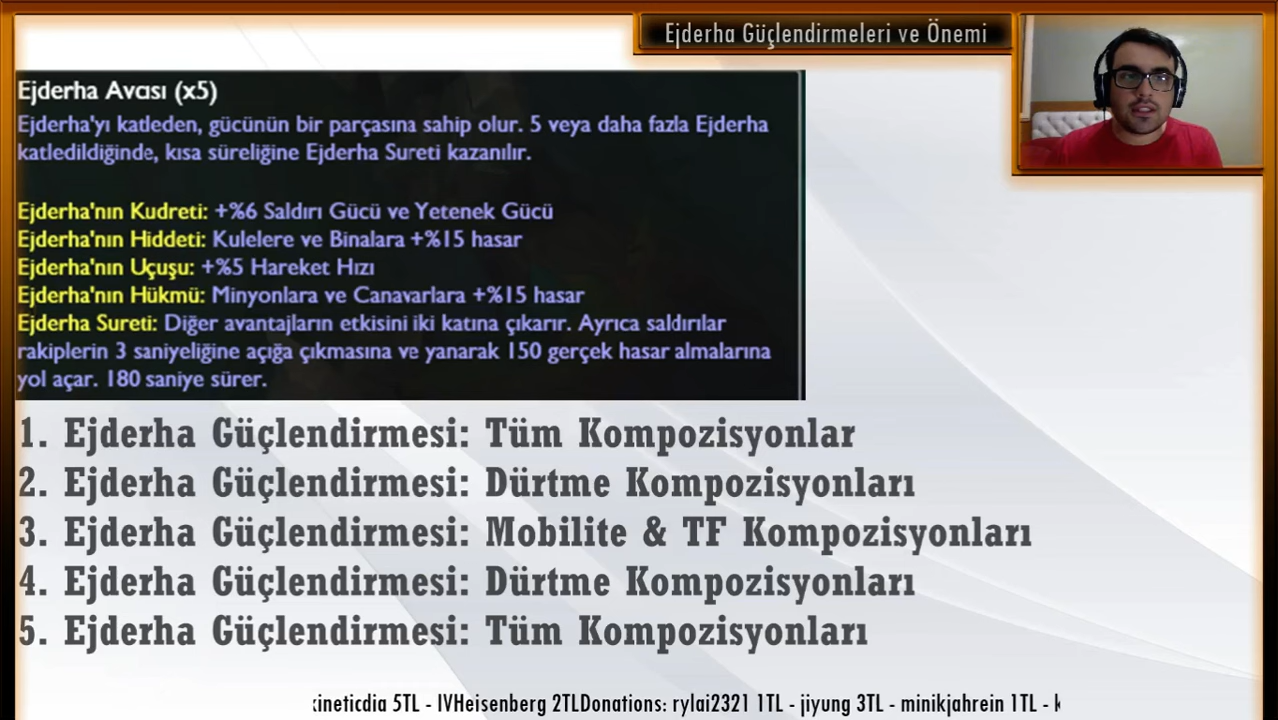 Ejderha Güçlendirmeleri ve Önemi
Ejderha Avcısı (x5)
Ejderha'yı katleden, gücünün bir parçasına sahip olur. 5 veya daha fazla Ejderha
katledildiğinde, kısa süreliğine Ejderha Sureti kazanılır.
Ejderha'nın Kudreti: +%6 Saldırı Gücü ve Yetenek Gücü
Ejderha'nın Hiddeti: Kulelere ve Binalara +%15 hasar
Ejderha'nın Uçuşu: +%5 Hareket Hızı
Ejderha'nın Hükmü: Minyonlara ve Canavarlara +%15 hasar
Ejderha Sureti: Diğer avantajların etkisini iki katına çıkarır. Ayrıca saldırılar
rakiplerin 3 saniyeliğine açığa çıkmasına ve yanarak 150 gerçek hasar almalarına
yol açar. 180 saniye sürer.
1. Ejderha Güçlendirmesi: Tüm Kompozisyonlar
2. Ejderha Güçlendirmesi: Dürtme Kompozisyonları
3. Ejderha Güçlendirmesi: Mobilite & TF Kompozisyonları
4. Ejderha Güçlendirmesi: Dürtme Kompozisyonları
5. Ejderha Güçlendirmesi: Tüm Kompozisyonları
kineticdia 5TL - IVHeisenberg 2TLDonations: rylai2321 1TL - jiyung 3TL - minikjahrein 1TL -